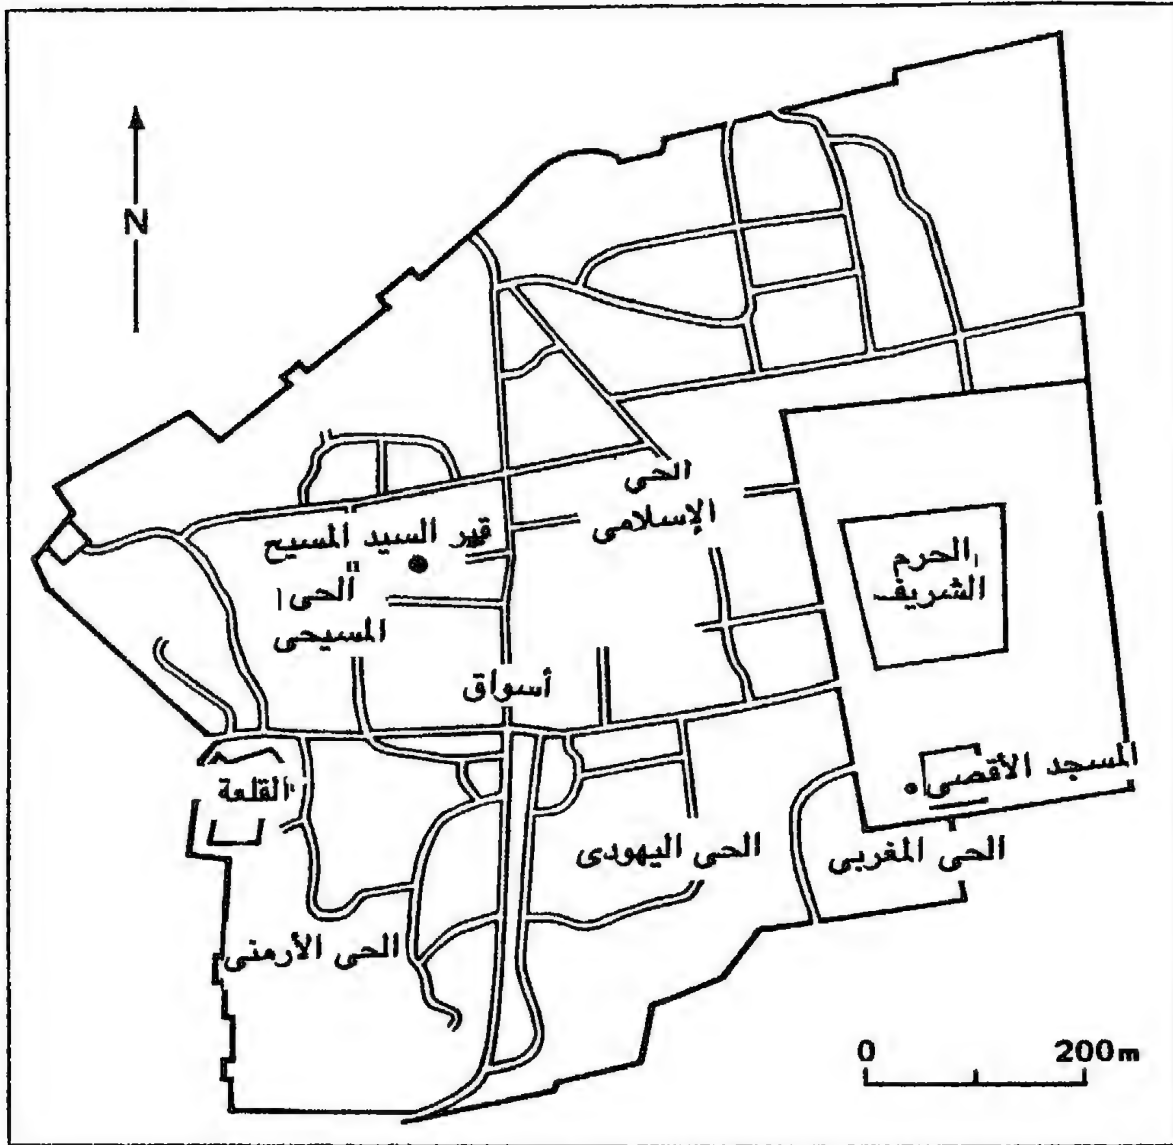 N
الحى
الإسلامى
قبر السيد المسيح
الحى
المسيحى
الحرم
الشريف
أسواق
المسجد الأقصى
القلعة
الحى اليهودى
الحى المغربى
الحى الأرمنى
0 200m